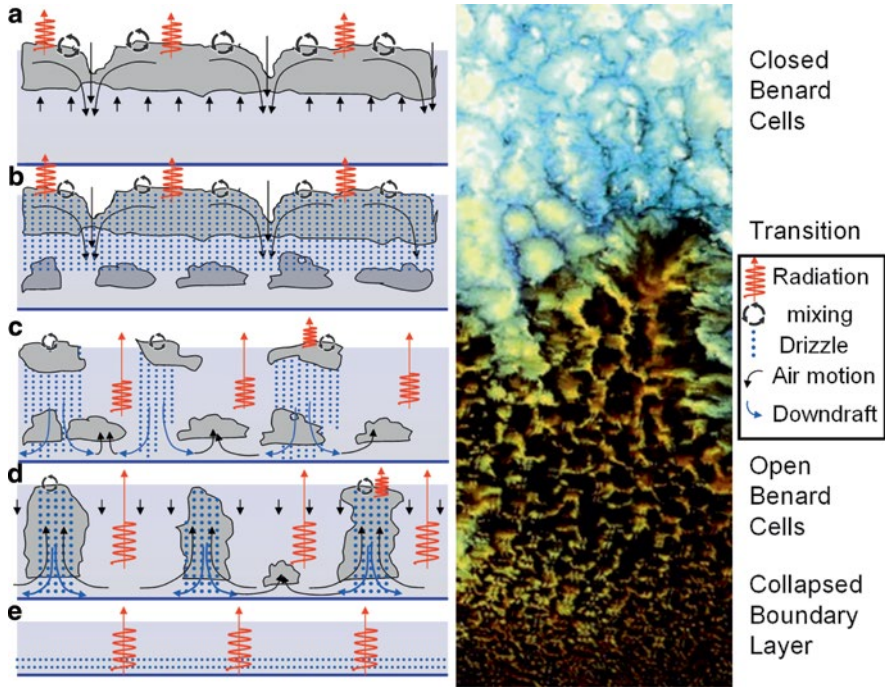 a
b
c
d
e
Closed
Benard
Cells
Transition
Radiation
mixing
Drizzle
Air motion
Downdraft
Open
Benard
Cells
Collapsed
Boundary
Layer